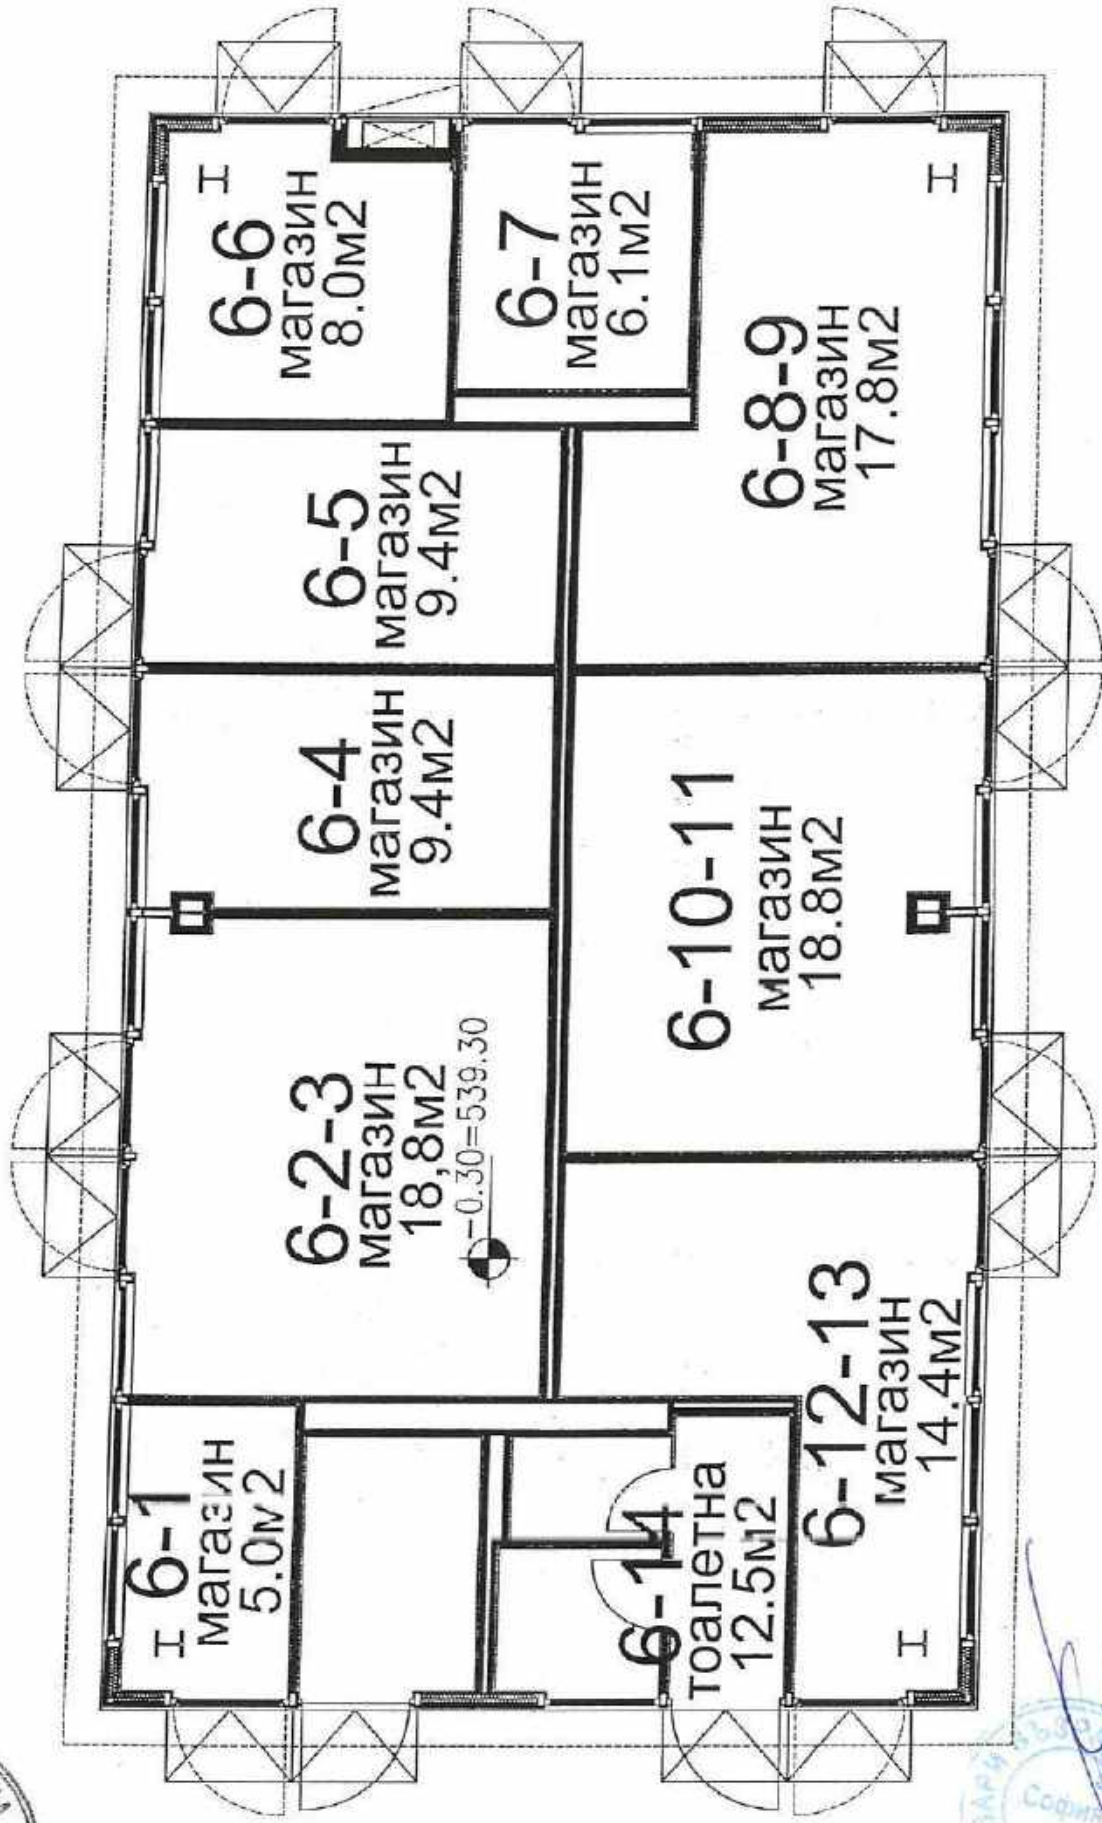 6-1
магазин
5.0м2
6-2-3
магазин
18,8м2
-0.30=539.30
6-4
магазин
9.4м2
6-5
магазин
9.4м2
6-6
магазин
8.0м2
6-7
магазин
6.1м2
6-8-9
магазин
17.8м2
6-10-11
магазин
18.8м2
6-12-13
магазин
14.4м2
6-14
тоалетна
12.5м2
София